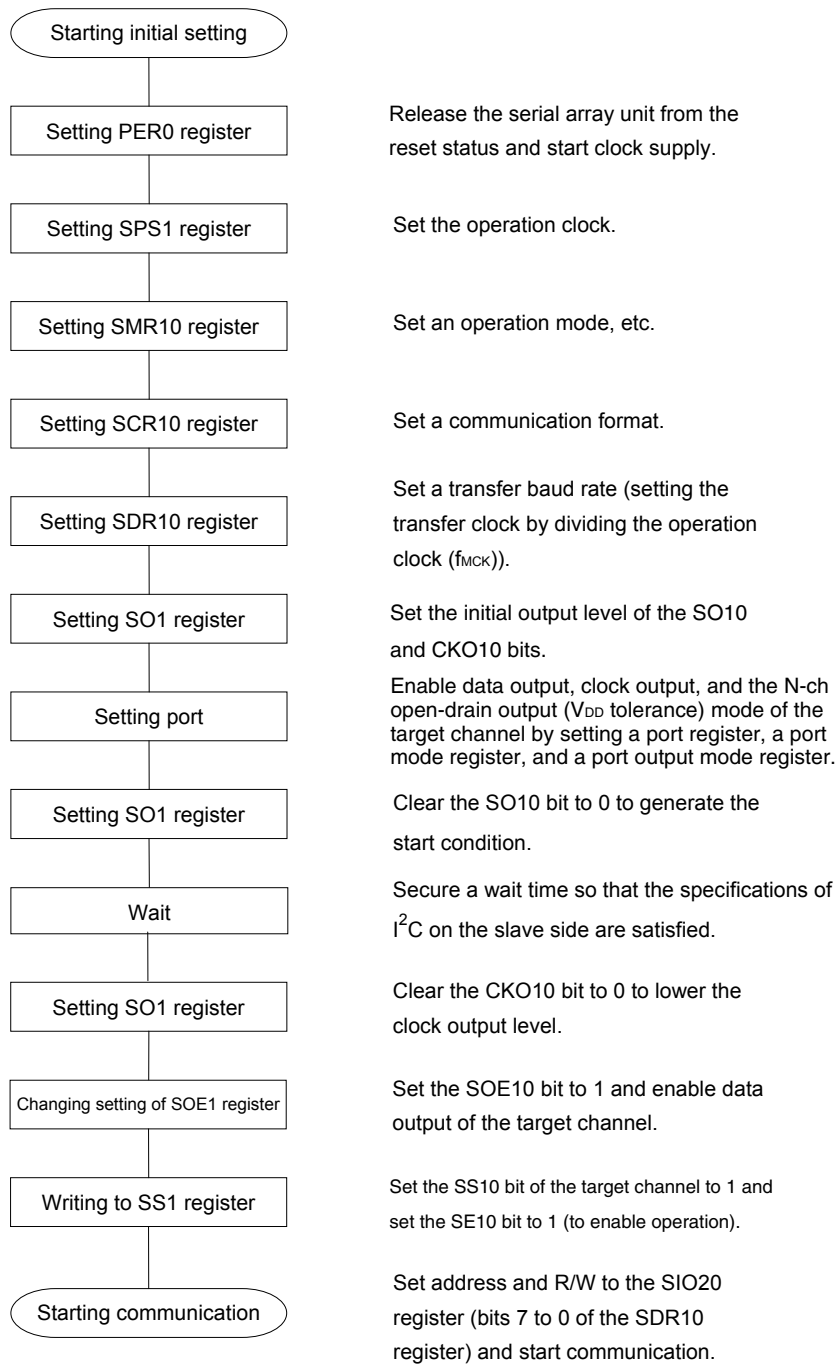 Starting initial setting
Setting PER0 register
Release the serial array unit from the
reset status and start clock supply.
Setting SPS1 register
Set the operation clock.
Setting SMR10 register
Set an operation mode, etc.
Setting SCR10 register
Set a communication format.
Setting SDR10 register
Set a transfer baud rate (setting the
transfer clock by dividing the operation
clock (fMCK)).
Setting SO1 register
Set the initial output level of the SO10
and CKO10 bits.
Setting port
Enable data output, clock output, and the N-ch
open-drain output (VDD tolerance) mode of the
target channel by setting a port register, a port
mode register, and a port output mode register.
Setting SO1 register
Clear the SO10 bit to 0 to generate the
start condition.
Wait
Secure a wait time so that the specifications of
I²C on the slave side are satisfied.
Setting SO1 register
Clear the CKO10 bit to 0 to lower the
clock output level.
Changing setting of SOE1 register
Set the SOE10 bit to 1 and enable data
output of the target channel.
Writing to SS1 register
Set the SS10 bit of the target channel to 1 and
set the SE10 bit to 1 (to enable operation).
Starting communication
Set address and R/W to the SIO20
register (bits 7 to 0 of the SDR10
register) and start communication.